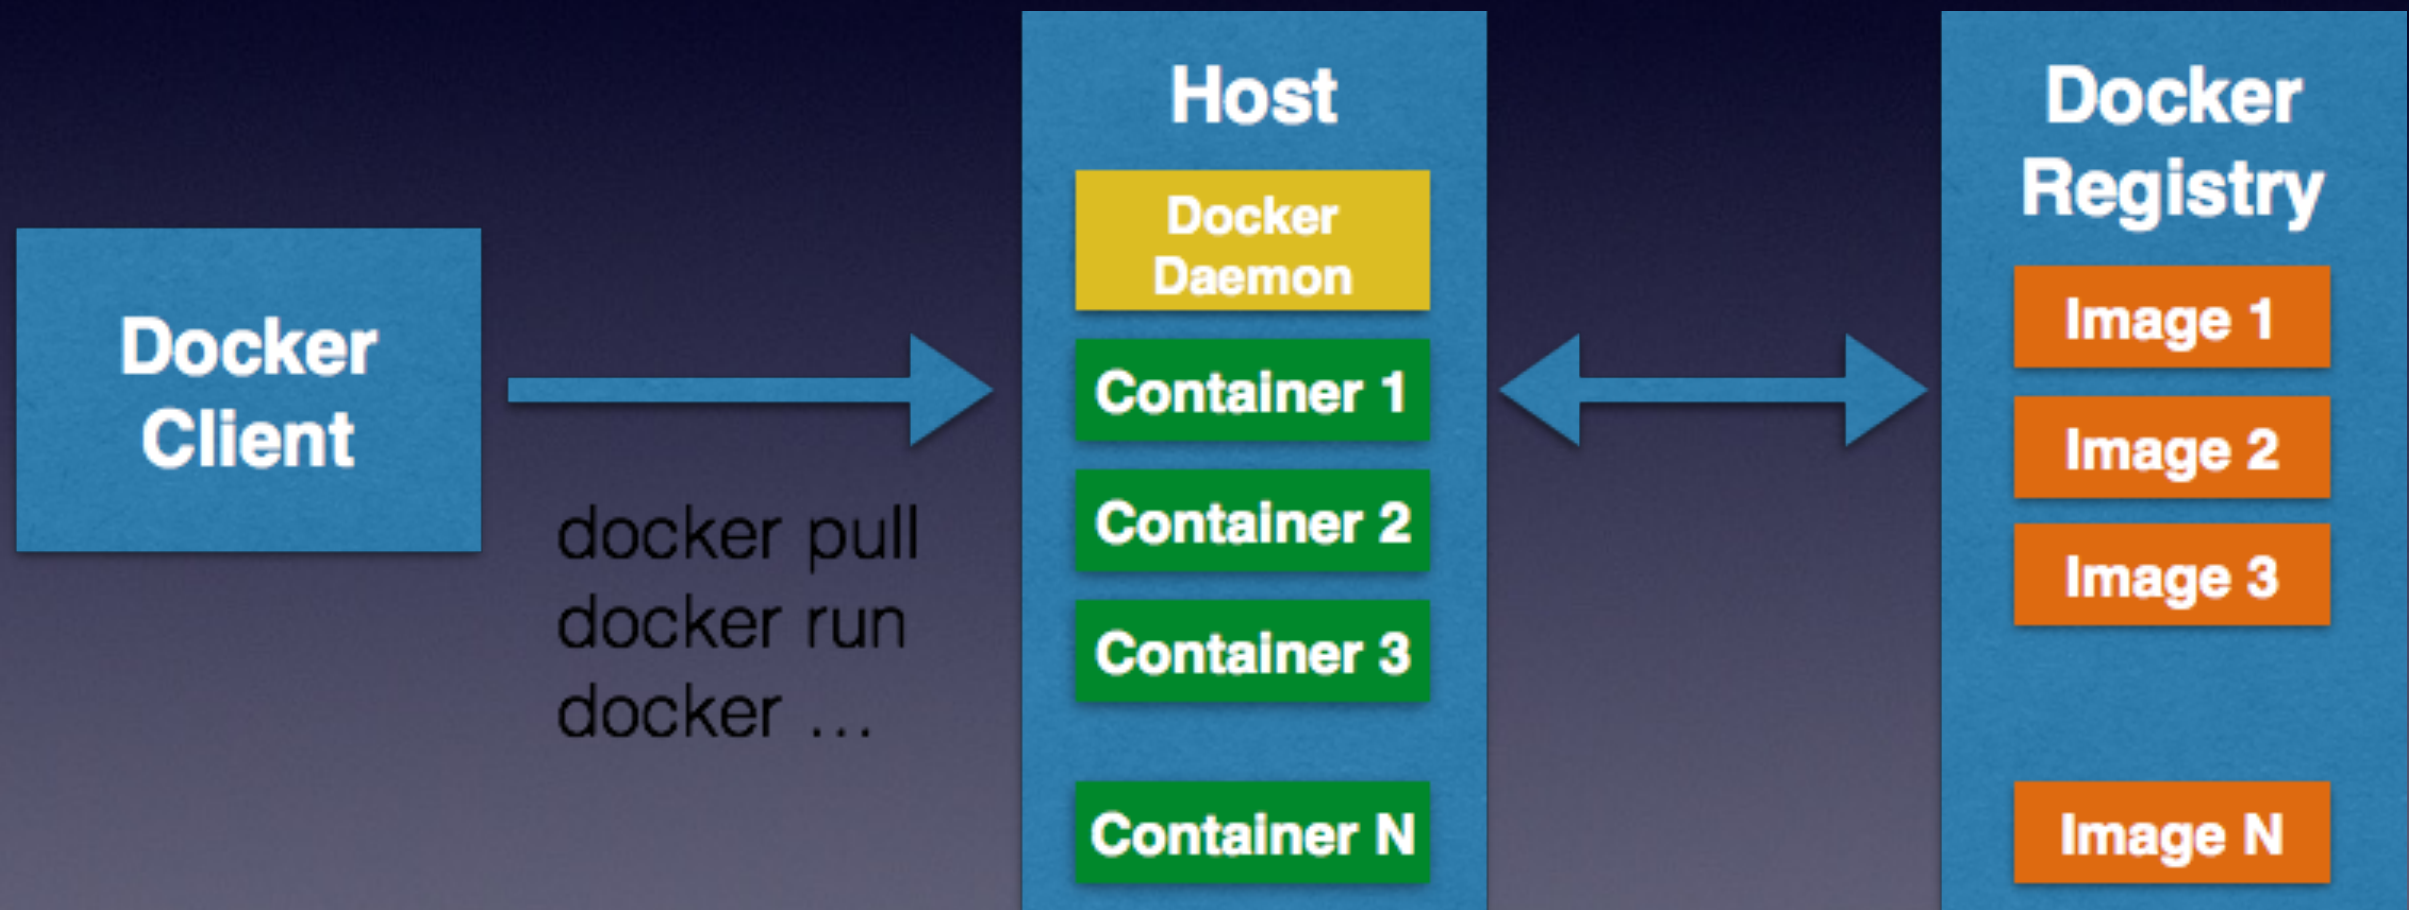 Docker
Client
docker pull
docker run
docker ...
Host
Docker
Daemon
Container 1
Container 2
Container 3
Container N
Docker
Registry
Image 1
Image 2
Image 3
Image N